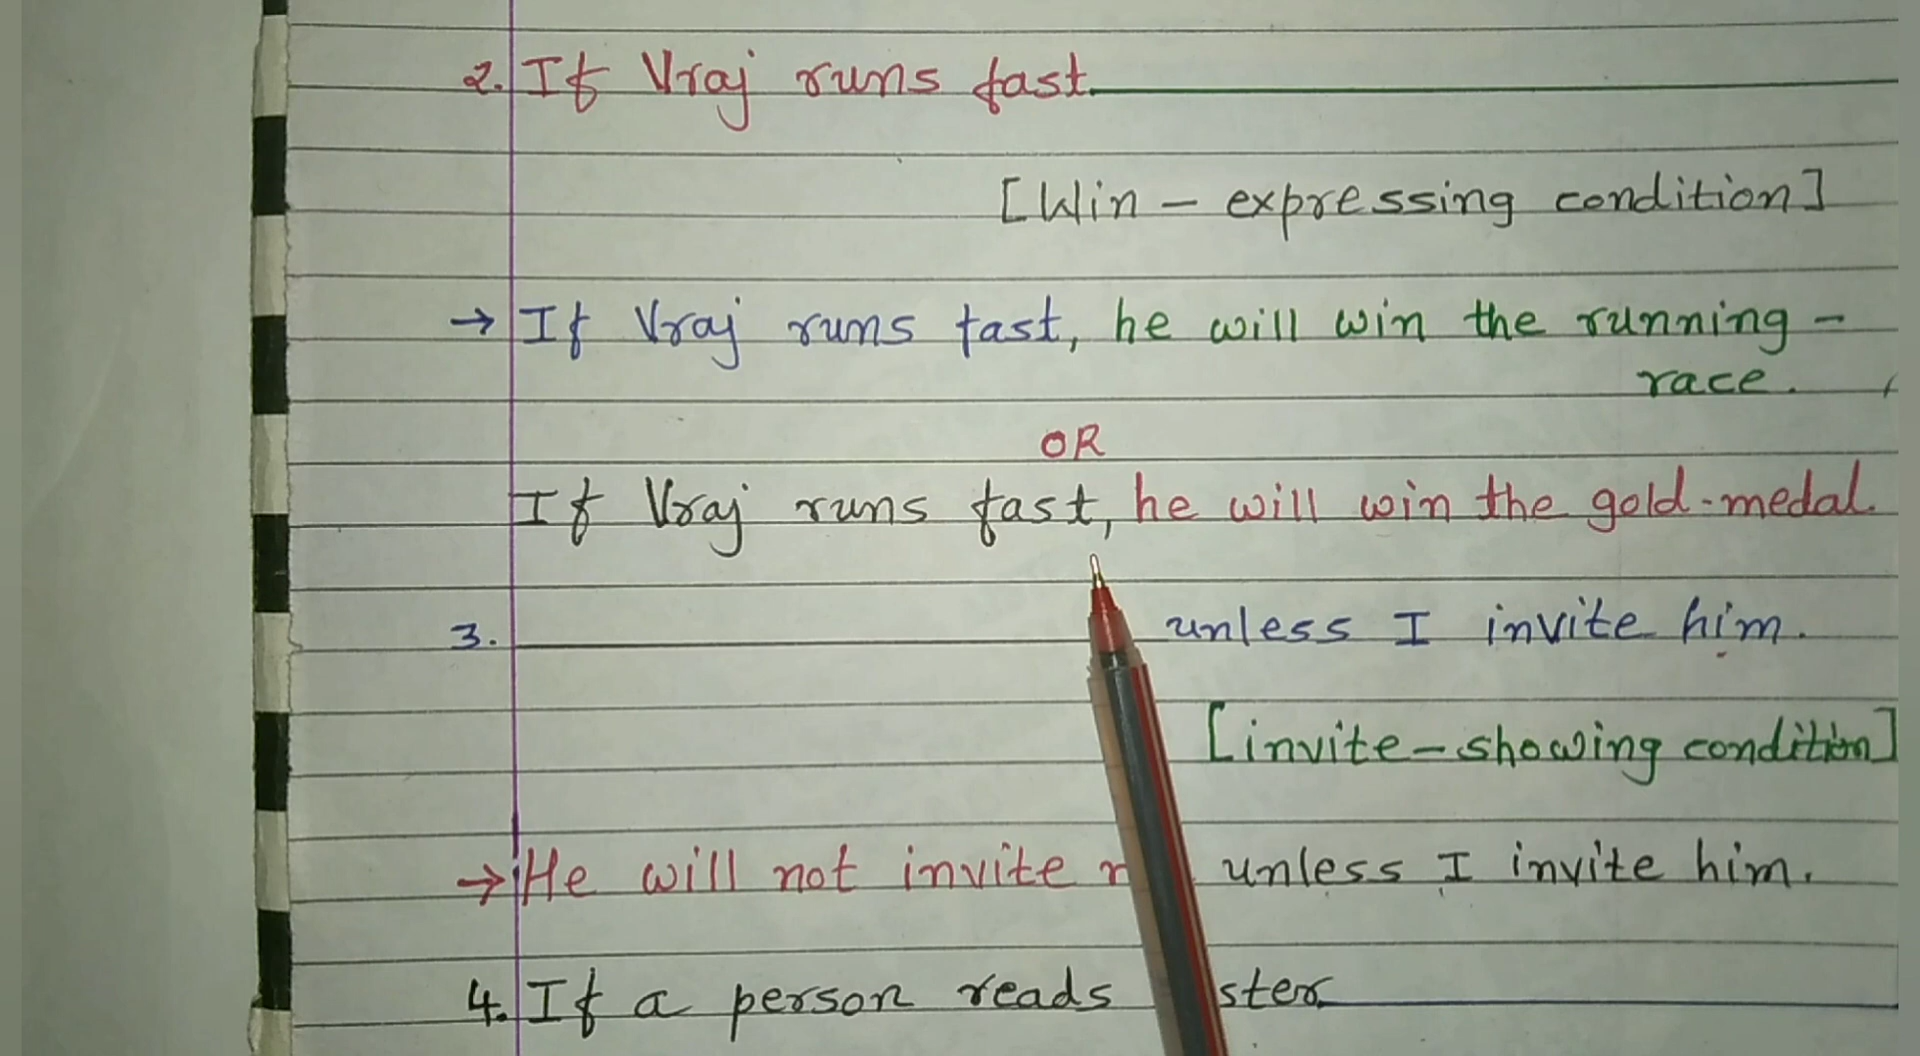 2. If Vraj runs fast.
[Win - expressing condition]
→ If Vraj runs fast, he will win the running -
race.
OR
If Vraj runs fast, he will win the gold-medal.
3. unless I invite him.
[invite-showing condition]
→ He will not invite unless I invite him.
4. If a person reads